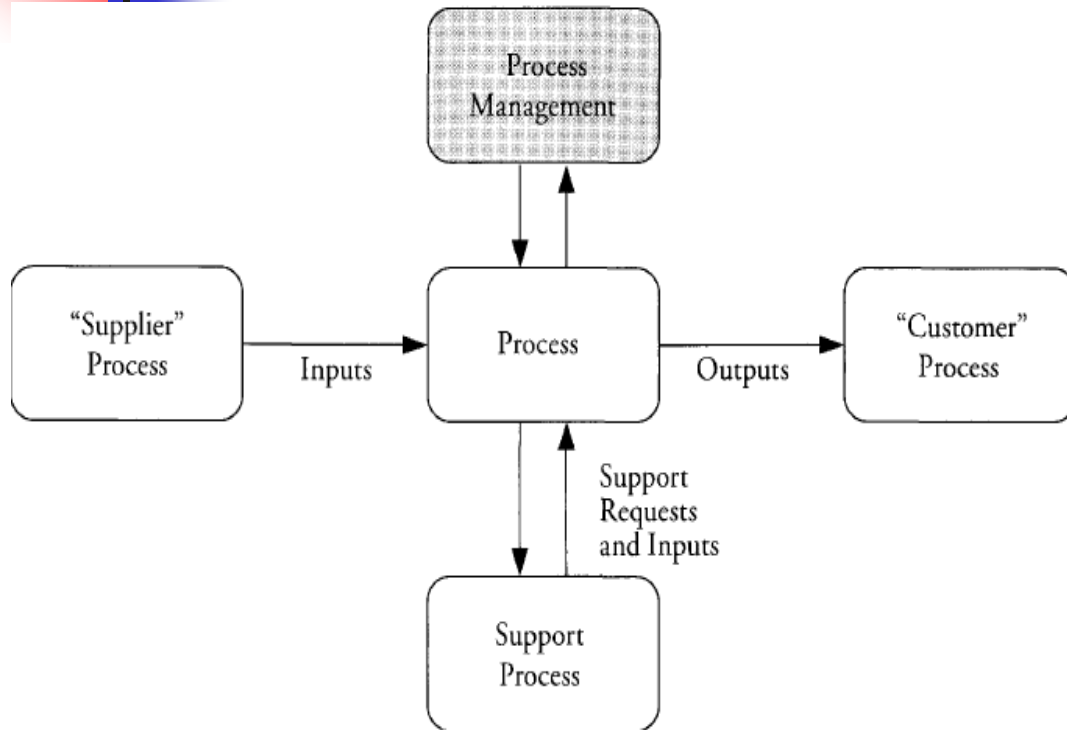 Process
Management
“Supplier”
Process
Inputs
Process
Outputs
“Customer”
Process
Support
Requests
and Inputs
Support
Process